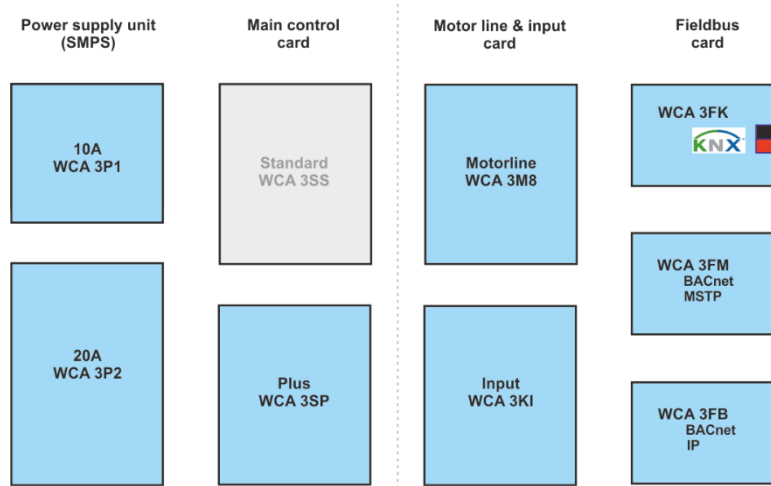 Power supply unit
(SMPS)
Main control
card
Motor line & input
card
Fieldbus
card
10A
WCA 3P1
Standard
WCA 3SS
Motorline
WCA 3M8
WCA 3FK
KNX
20A
WCA 3P2
Plus
WCA 3SP
Input
WCA 3KI
WCA 3FM
BACnet
MSTP
WCA 3FB
BACnet
IP